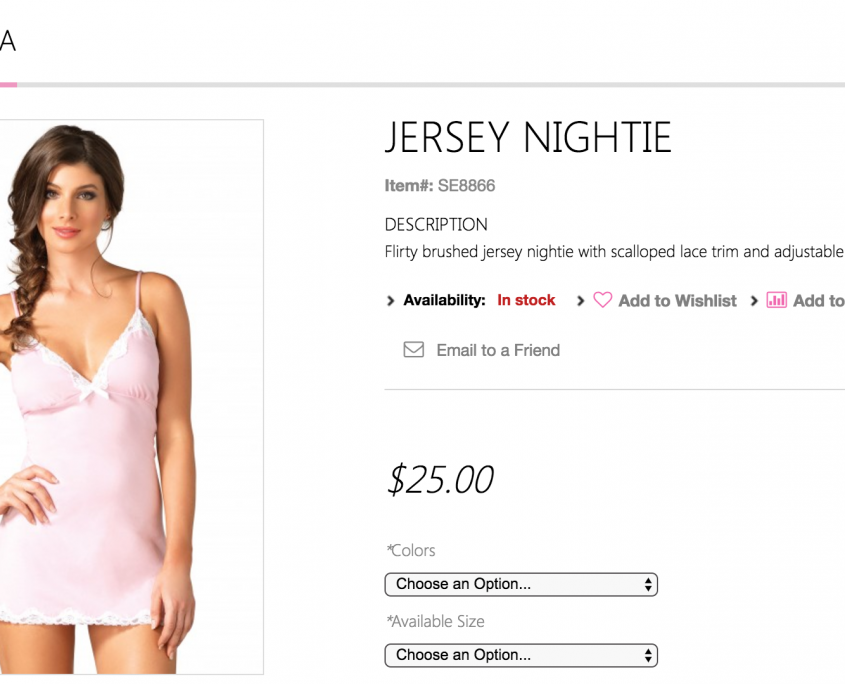 A
JERSEY NIGHTIE
Item#: SE8866
DESCRIPTION
Flirty brushed jersey nightie with scalloped lace trim and adjustable
Availability: In stock Add to Wishlist Add to
Email to a Friend
$25.00
*Colors
Choose an Option...
*Available Size
Choose an Option...